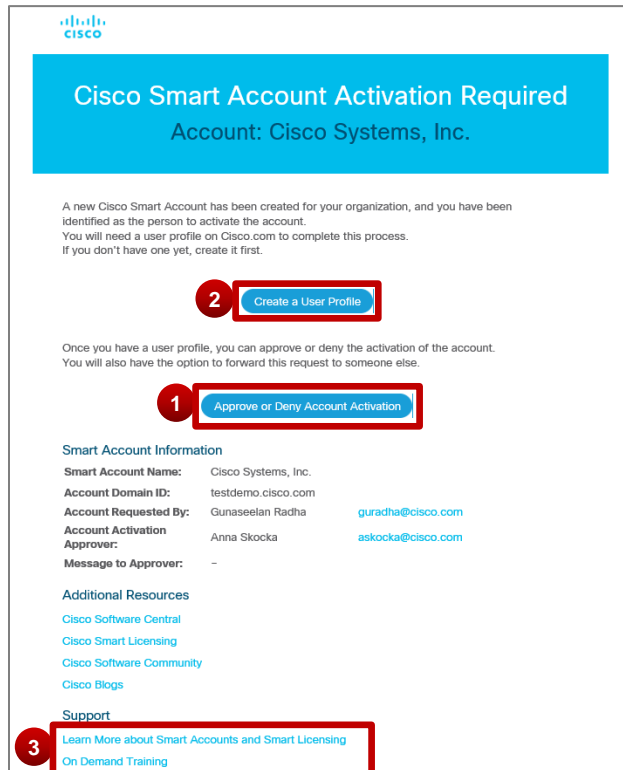 CISCO
Cisco Smart Account Activation Required
Account: Cisco Systems, Inc.
A new Cisco Smart Account has been created for your organization, and you have been
identified as the person to activate the account.
You will need a user profile on Cisco.com to complete this process.
If you don't have one yet, create it first.
2
Create a User Profile
Once you have a user profile, you can approve or deny the activation of the account.
You will also have the option to forward this request to someone else.
1
Approve or Deny Account Activation
Smart Account Information
Smart Account Name: Cisco Systems, Inc.
Account Domain ID: testdemo.cisco.com
Account Requested By: Gunaseelan Radha guradha@cisco.com
Account Activation
Approver: Anna Skocka askocka@cisco.com
Message to Approver: –
Additional Resources
Cisco Software Central
Cisco Smart Licensing
Cisco Software Community
Cisco Blogs
Support
3
Learn More about Smart Accounts and Smart Licensing
On Demand Training